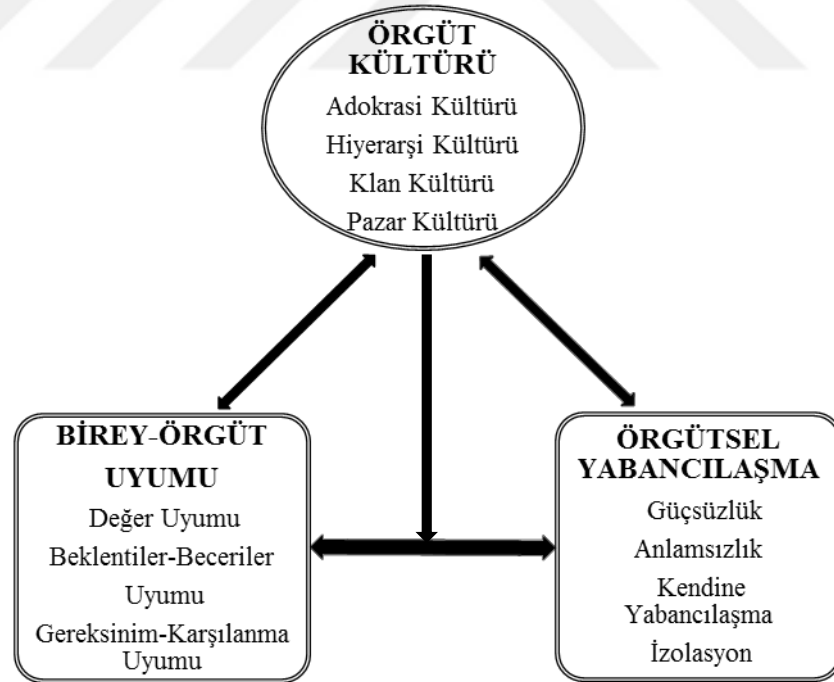 ÖRGÜT
KÜLTÜRÜ
Adokrasi Kültürü
Hiyerarşi Kültürü
Klan Kültürü
Pazar Kültürü
BİREY-ÖRGÜT
UYUMU
Değer Uyumu
Beklentiler-Beceriler
Uyumu
Gereksinim-Karşılanma
Uyumu
ÖRGÜTSEL
YABANCILAŞMA
Güçsüzlük
Anlamsızlık
Kendine
Yabancılaşma
İzolasyon